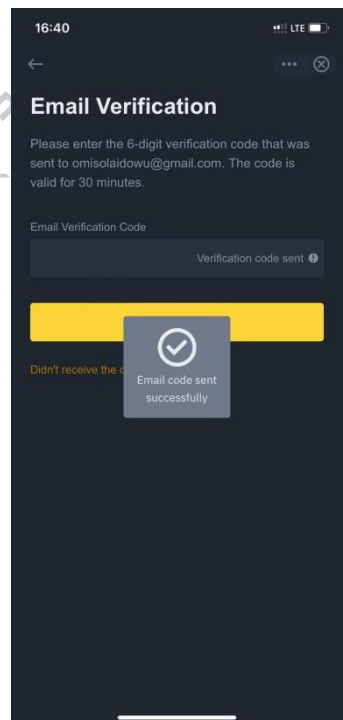 16:40
LTE
Email Verification
Please enter the 6-digit verification code that was
sent to omisolaidowu@gmail.com. The code is
valid for 30 minutes.
Email Verification Code
Verification code sent
Didn't receive the
Email code sent
successfully